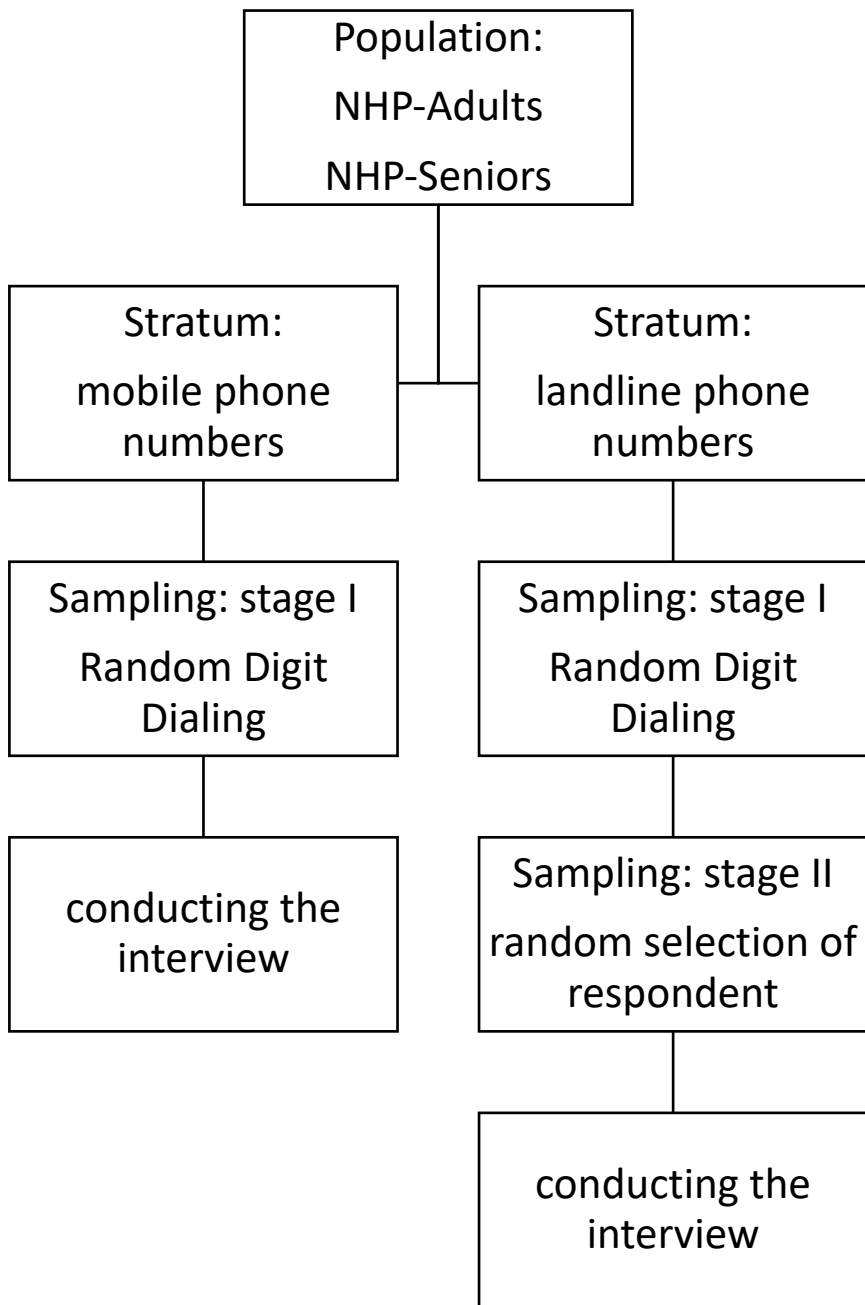 Population:
NHP-Adults
NHP-Seniors
Stratum:
mobile phone
numbers
Stratum:
landline phone
numbers
Sampling: stage I
Random Digit
Dialing
Sampling: stage I
Random Digit
Dialing
conducting the
interview
Sampling: stage II
random selection of
respondent
conducting the
interview